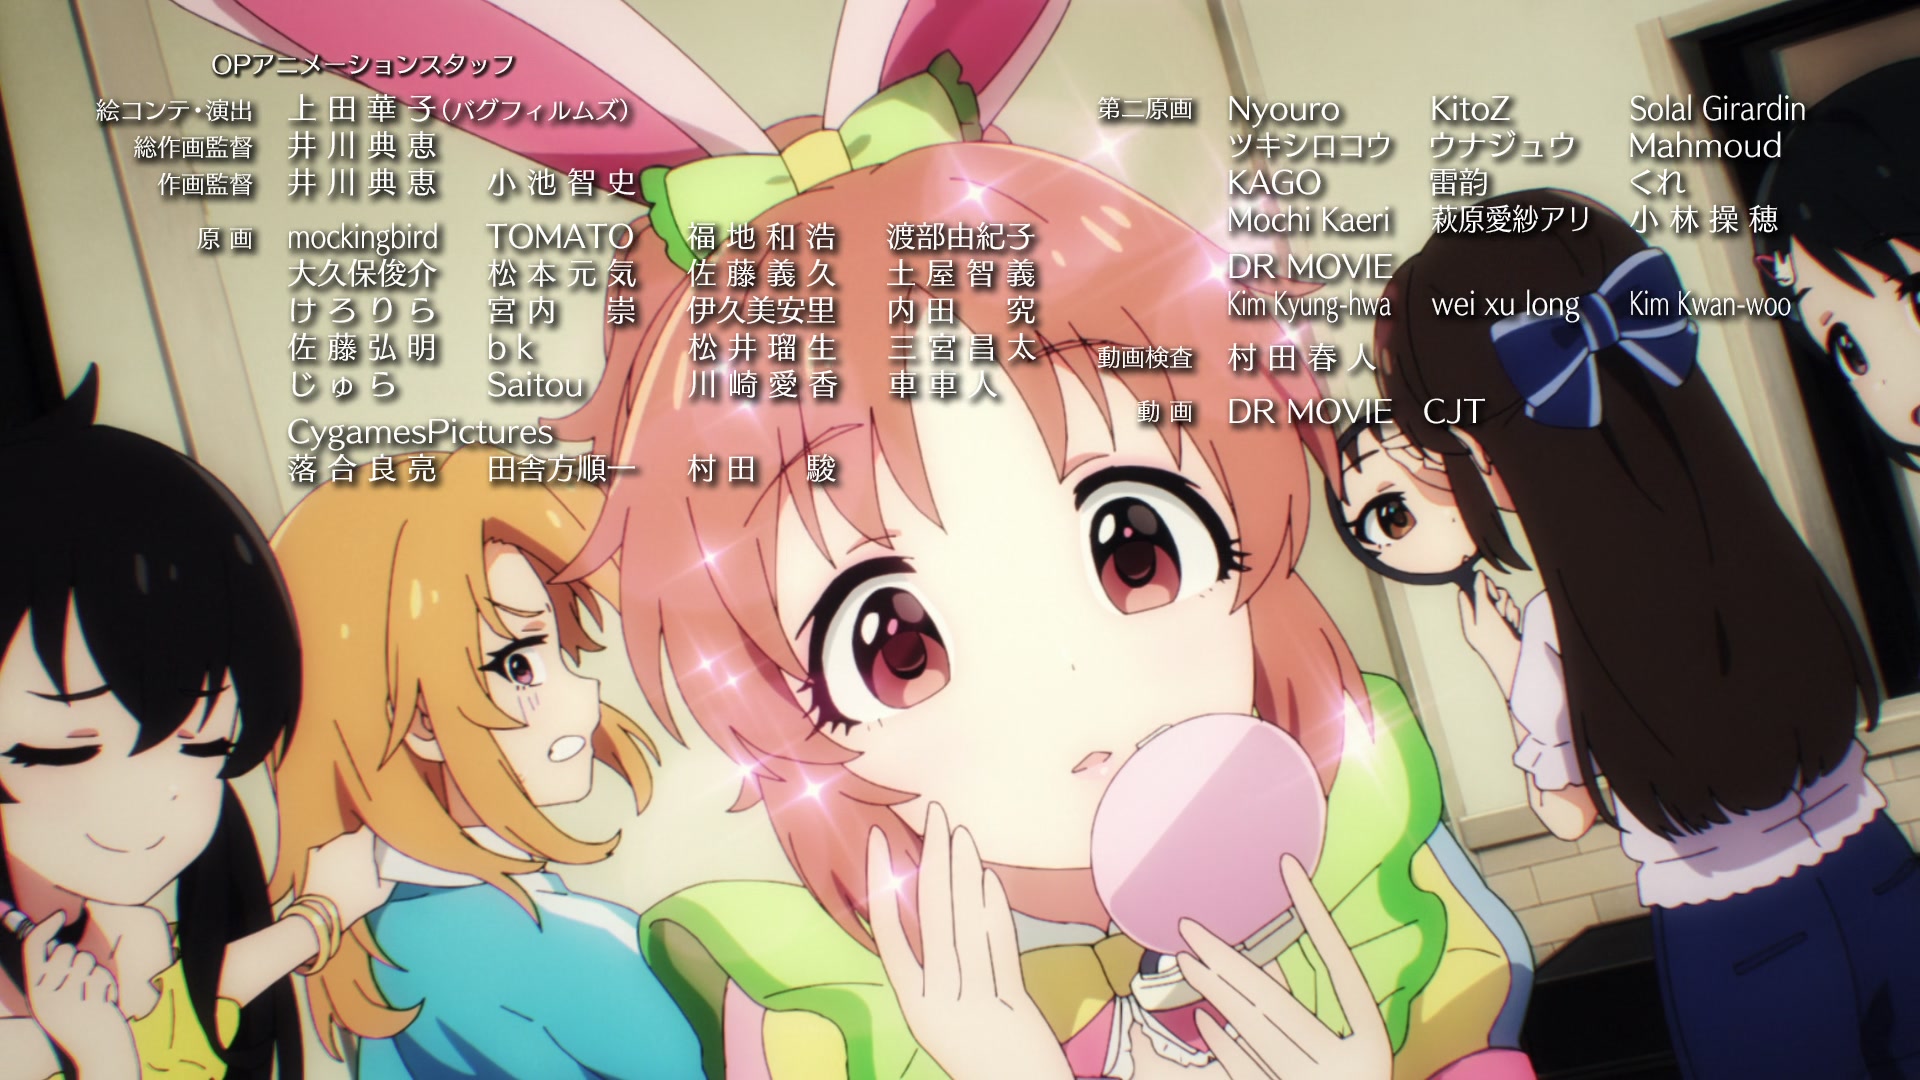 OPアニメーションスタッフ
絵コンテ・演出 上田華子(バグフィルムズ)
総作画監督 井川典恵
作画監督 井川典恵 小池智史
原画 mockingbird TOMATO 福地和浩 渡部由紀子
大久保俊介 松本元気 佐藤義久 土屋智義
けろりら 宮内崇 伊久美安里 内田究
佐藤弘明 bk 松井瑠生 三宮昌太
じゅら Saitou 川崎愛香 車車人
CygamesPictures
落合良亮 田舎方順一 村田駿
第二原画 Nyouro KitoZ Solal Girardin
ツキシロコウ ウナジュウ Mahmoud
KAGO 雷韵 くれ
Mochi Kaeri 萩原愛紗アリ 小林操穂
DR MOVIE
Kim Kyung-hwa wei xu long Kim Kwan-woo
動画検査 村田春人
動画 DR MOVIE CJT